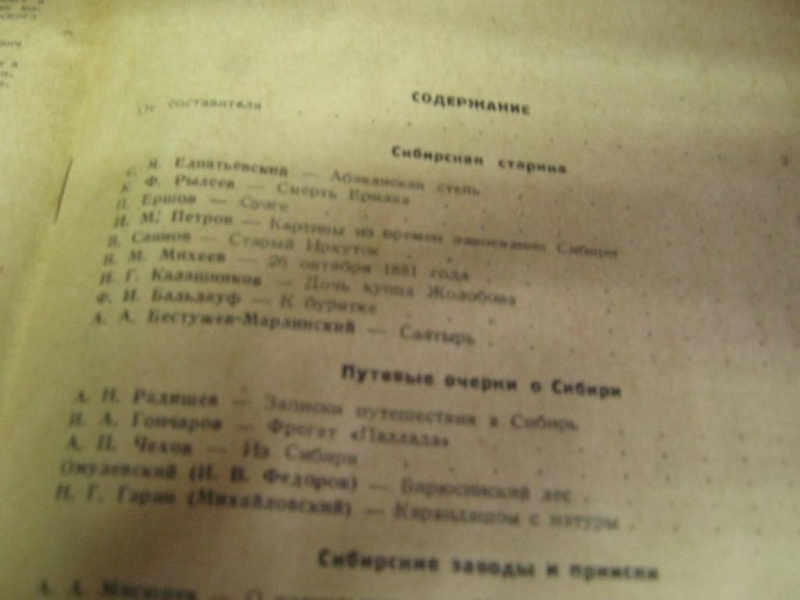 СОДЕРЖАНИЕ
От составителя 3
Сибирская старина
С. Я. Елпатьевский — Абаканская степь
К. Ф. Рылеев — Смерть Ермака
П. Ершов — Сузге
И. М. Петров — Картины из времен завоевания Сибири
В. Саянов — Старый Иркутск
В. М. Михеев — 26 октября 1881 года
И. Т. Калашников — Дочь купца Жолобова
Ф. И. Бальдауф — К бурятке
А. А. Бестужев-Марлинский — Саатырь
Путевые очерки о Сибири
А. Н. Радищев — Записки путешествия в Сибирь
И. А. Гончаров — Фрегат «Паллада»
А. П. Чехов — Из Сибири
Омулевский (И. В. Федоров) — Бирюсинский лес
Н. Г. Гарин (Михайловский) — Карандашом с натуры
Сибирские заводы и прииски
А. А. — О